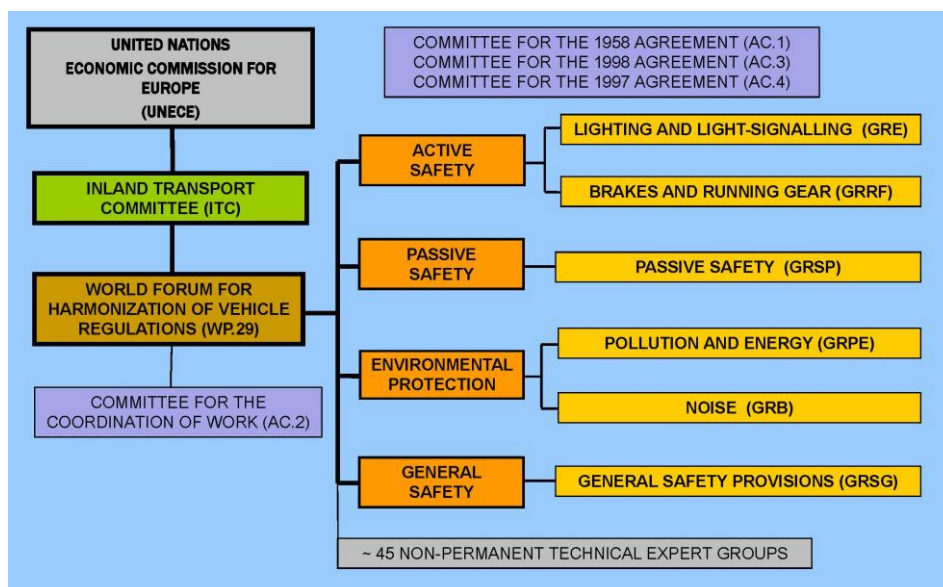 UNITED NATIONS
ECONOMIC COMMISSION FOR
EUROPE
(UNECE)
COMMITTEE FOR THE 1958 AGREEMENT (AC.1)
COMMITTEE FOR THE 1998 AGREEMENT (AC.3)
COMMITTEE FOR THE 1997 AGREEMENT (AC.4)
INLAND TRANSPORT
COMMITTEE (ITC)
WORLD FORUM FOR
HARMONIZATION OF VEHICLE
REGULATIONS (WP.29)
COMMITTEE FOR THE
COORDINATION OF WORK (AC.2)
ACTIVE
SAFETY
LIGHTING AND LIGHT-SIGNALLING (GRE)
BRAKES AND RUNNING GEAR (GRRF)
PASSIVE
SAFETY
PASSIVE SAFETY (GRSP)
ENVIRONMENTAL
PROTECTION
POLLUTION AND ENERGY (GRPE)
NOISE (GRB)
GENERAL
SAFETY
GENERAL SAFETY PROVISIONS (GRSG)
~ 45 NON-PERMANENT TECHNICAL EXPERT GROUPS